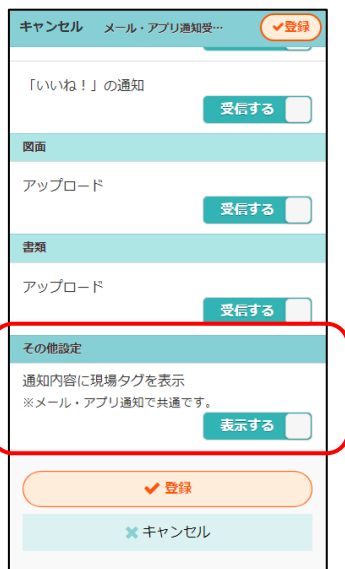 キャンセル メール・アプリ通知受… ✔登録
「いいね！」の通知
受信する
図面
アップロード
受信する
書類
アップロード
受信する
その他設定
通知内容に現場タグを表示
※メール・アプリ通知で共通です。
表示する
✔ 登録
✖ キャンセル